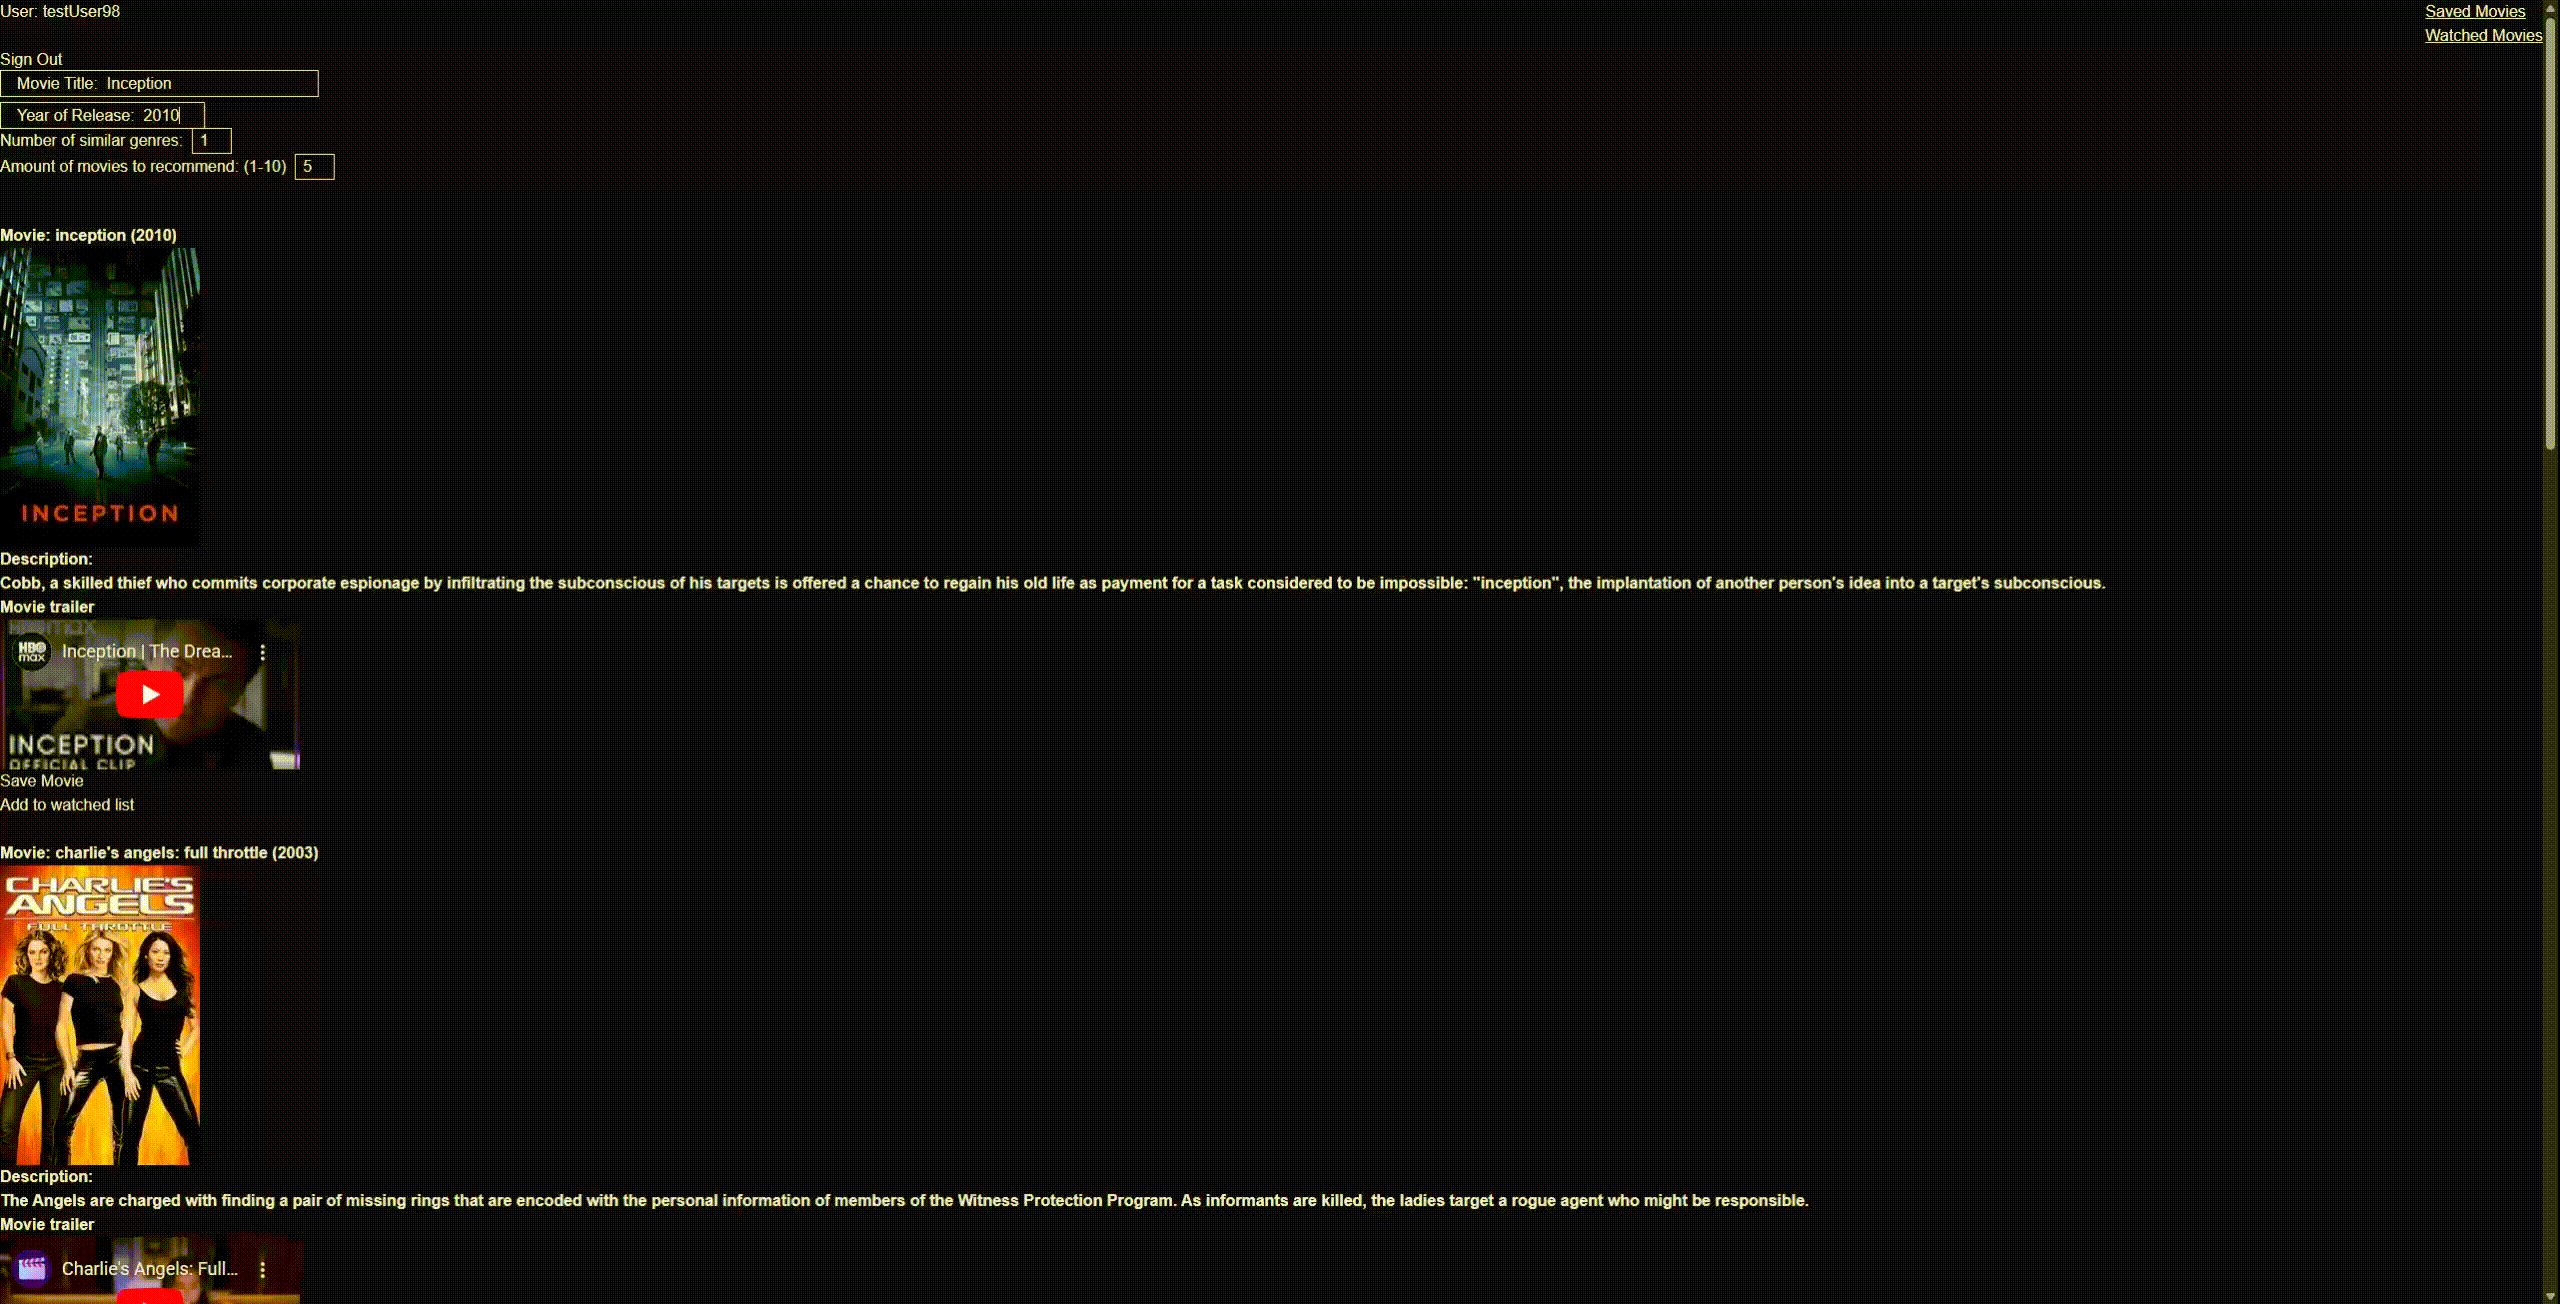 User: testUser98
Saved Movies
Watched Movies
Sign Out
Movie Title: Inception
Year of Release: 2010
Number of similar genres: 1
Amount of movies to recommend: (1-10) 5
Movie: inception (2010)
INCEPTION
Description:
Cobb, a skilled thief who commits corporate espionage by infiltrating the subconscious of his targets is offered a chance to regain his old life as payment for a task considered to be impossible: "inception", the implantation of another person's idea into a target's subconscious.
Movie trailer
HBO max
Inception | The Drea...
INCEPTION
OFFICIAL CLIP
Save Movie
Add to watched list
Movie: charlie's angels: full throttle (2003)
CHARLIE'S
ANGELS
FULL THROTTLE
Description:
The Angels are charged with finding a pair of missing rings that are encoded with the personal information of members of the Witness Protection Program. As informants are killed, the ladies target a rogue agent who might be responsible.
Movie trailer
Charlie's Angels: Full...